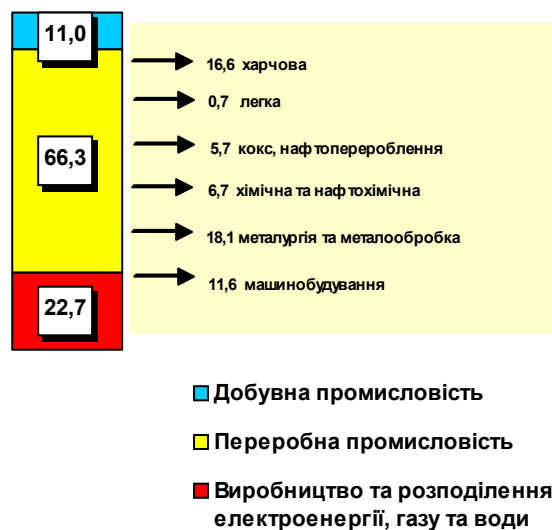 11,0
16,6 харчова
0,7 легка
5,7 кокс, нафтоперероблення
66,3
6,7 хімічна та нафтохімічна
18,1 металургія та металообробка
11,6 машинобудування
22,7
Добувна промисловість
Переробна промисловість
Виробництво та розподілення
електроенергії, газу та води